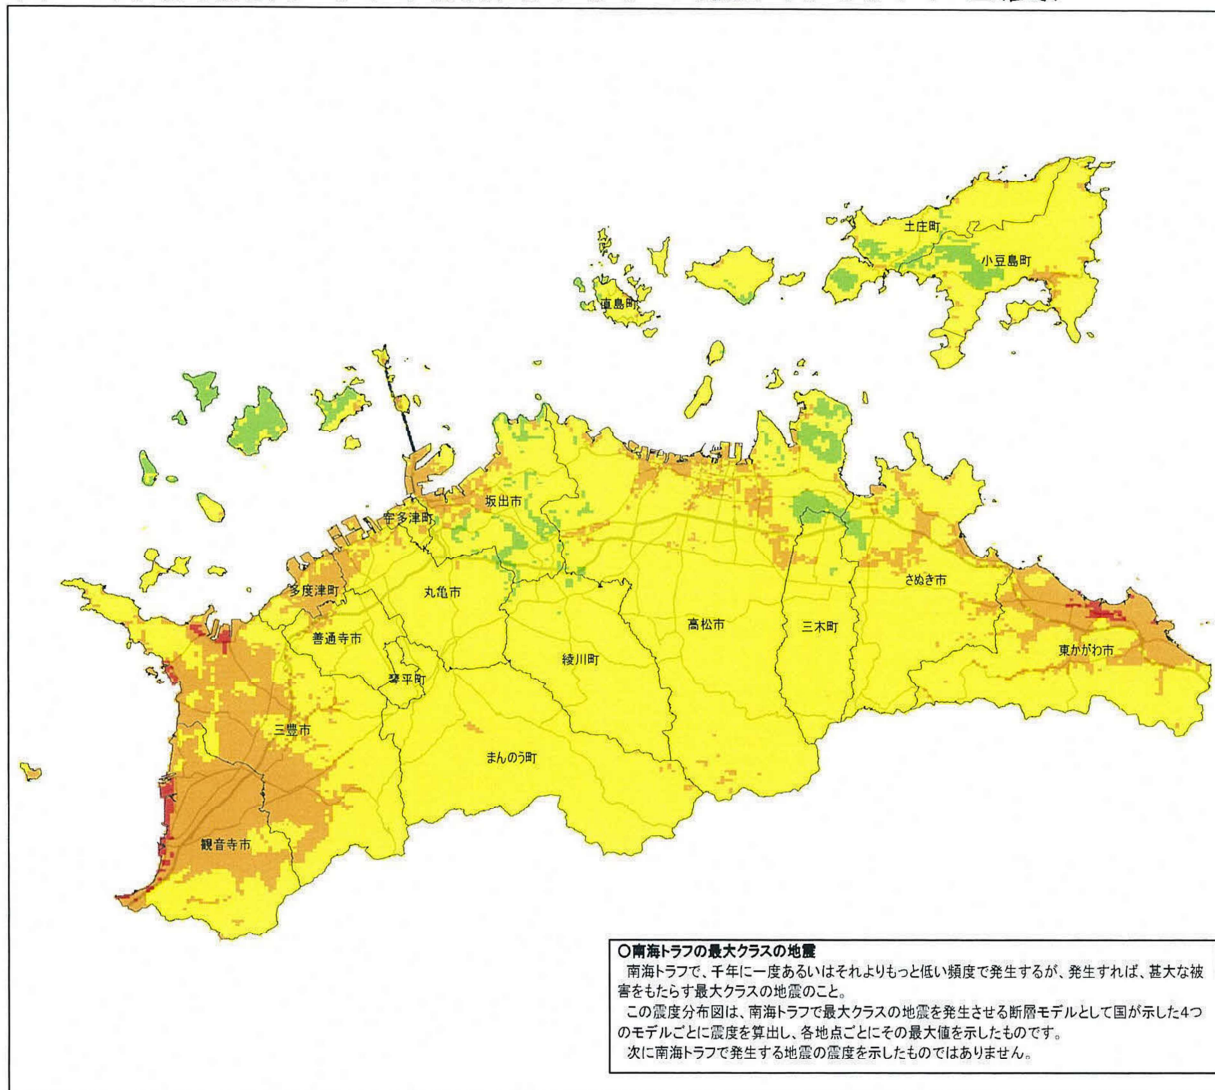 土庄町
小豆島町
直島町
坂出市
宇多津町
多度津町
丸亀市
さぬき市
善通寺市
高松市
三木町
東かがわ市
綾川町
琴平町
三豊市
まんのう町
観音寺市
〇南海トラフの最大クラスの地震
南海トラフで、千年に一度あるいはそれよりもっと低い頻度で発生するが、発生すれば、甚大な被
害をもたらす最大クラスの地震のこと。
この震度分布図は、南海トラフで最大クラスの地震を発生させる断層モデルとして国が示した4つ
のモデルごとに震度を算出し、各地点ごとにその最大値を示したものです。
次に南海トラフで発生する地震の震度を示したものではありません。